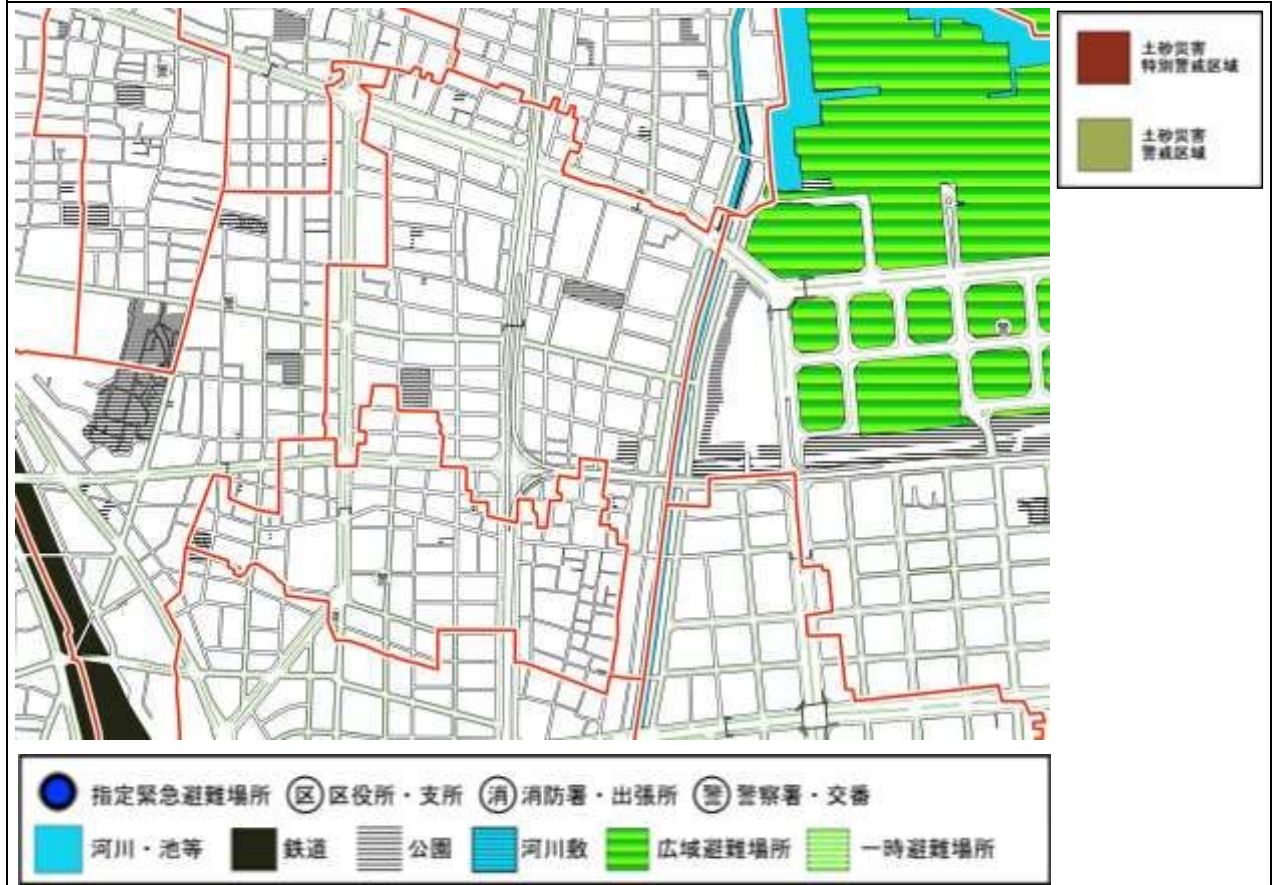 土砂災害
特別警戒区域
土砂災害
警戒区域
指定緊急避難場所 区 区役所・支所 消 消防署・出張所 警 警察署・交番
河川・池等 鉄道 公園 河川敷 広域避難場所 一時避難場所